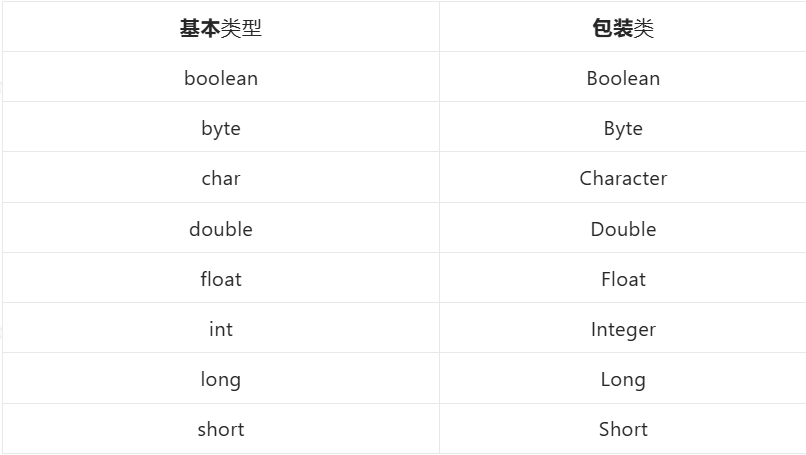 基本类型 包装类
boolean Boolean
byte Byte
char Character
double Double
float Float
int Integer
long Long
short Short